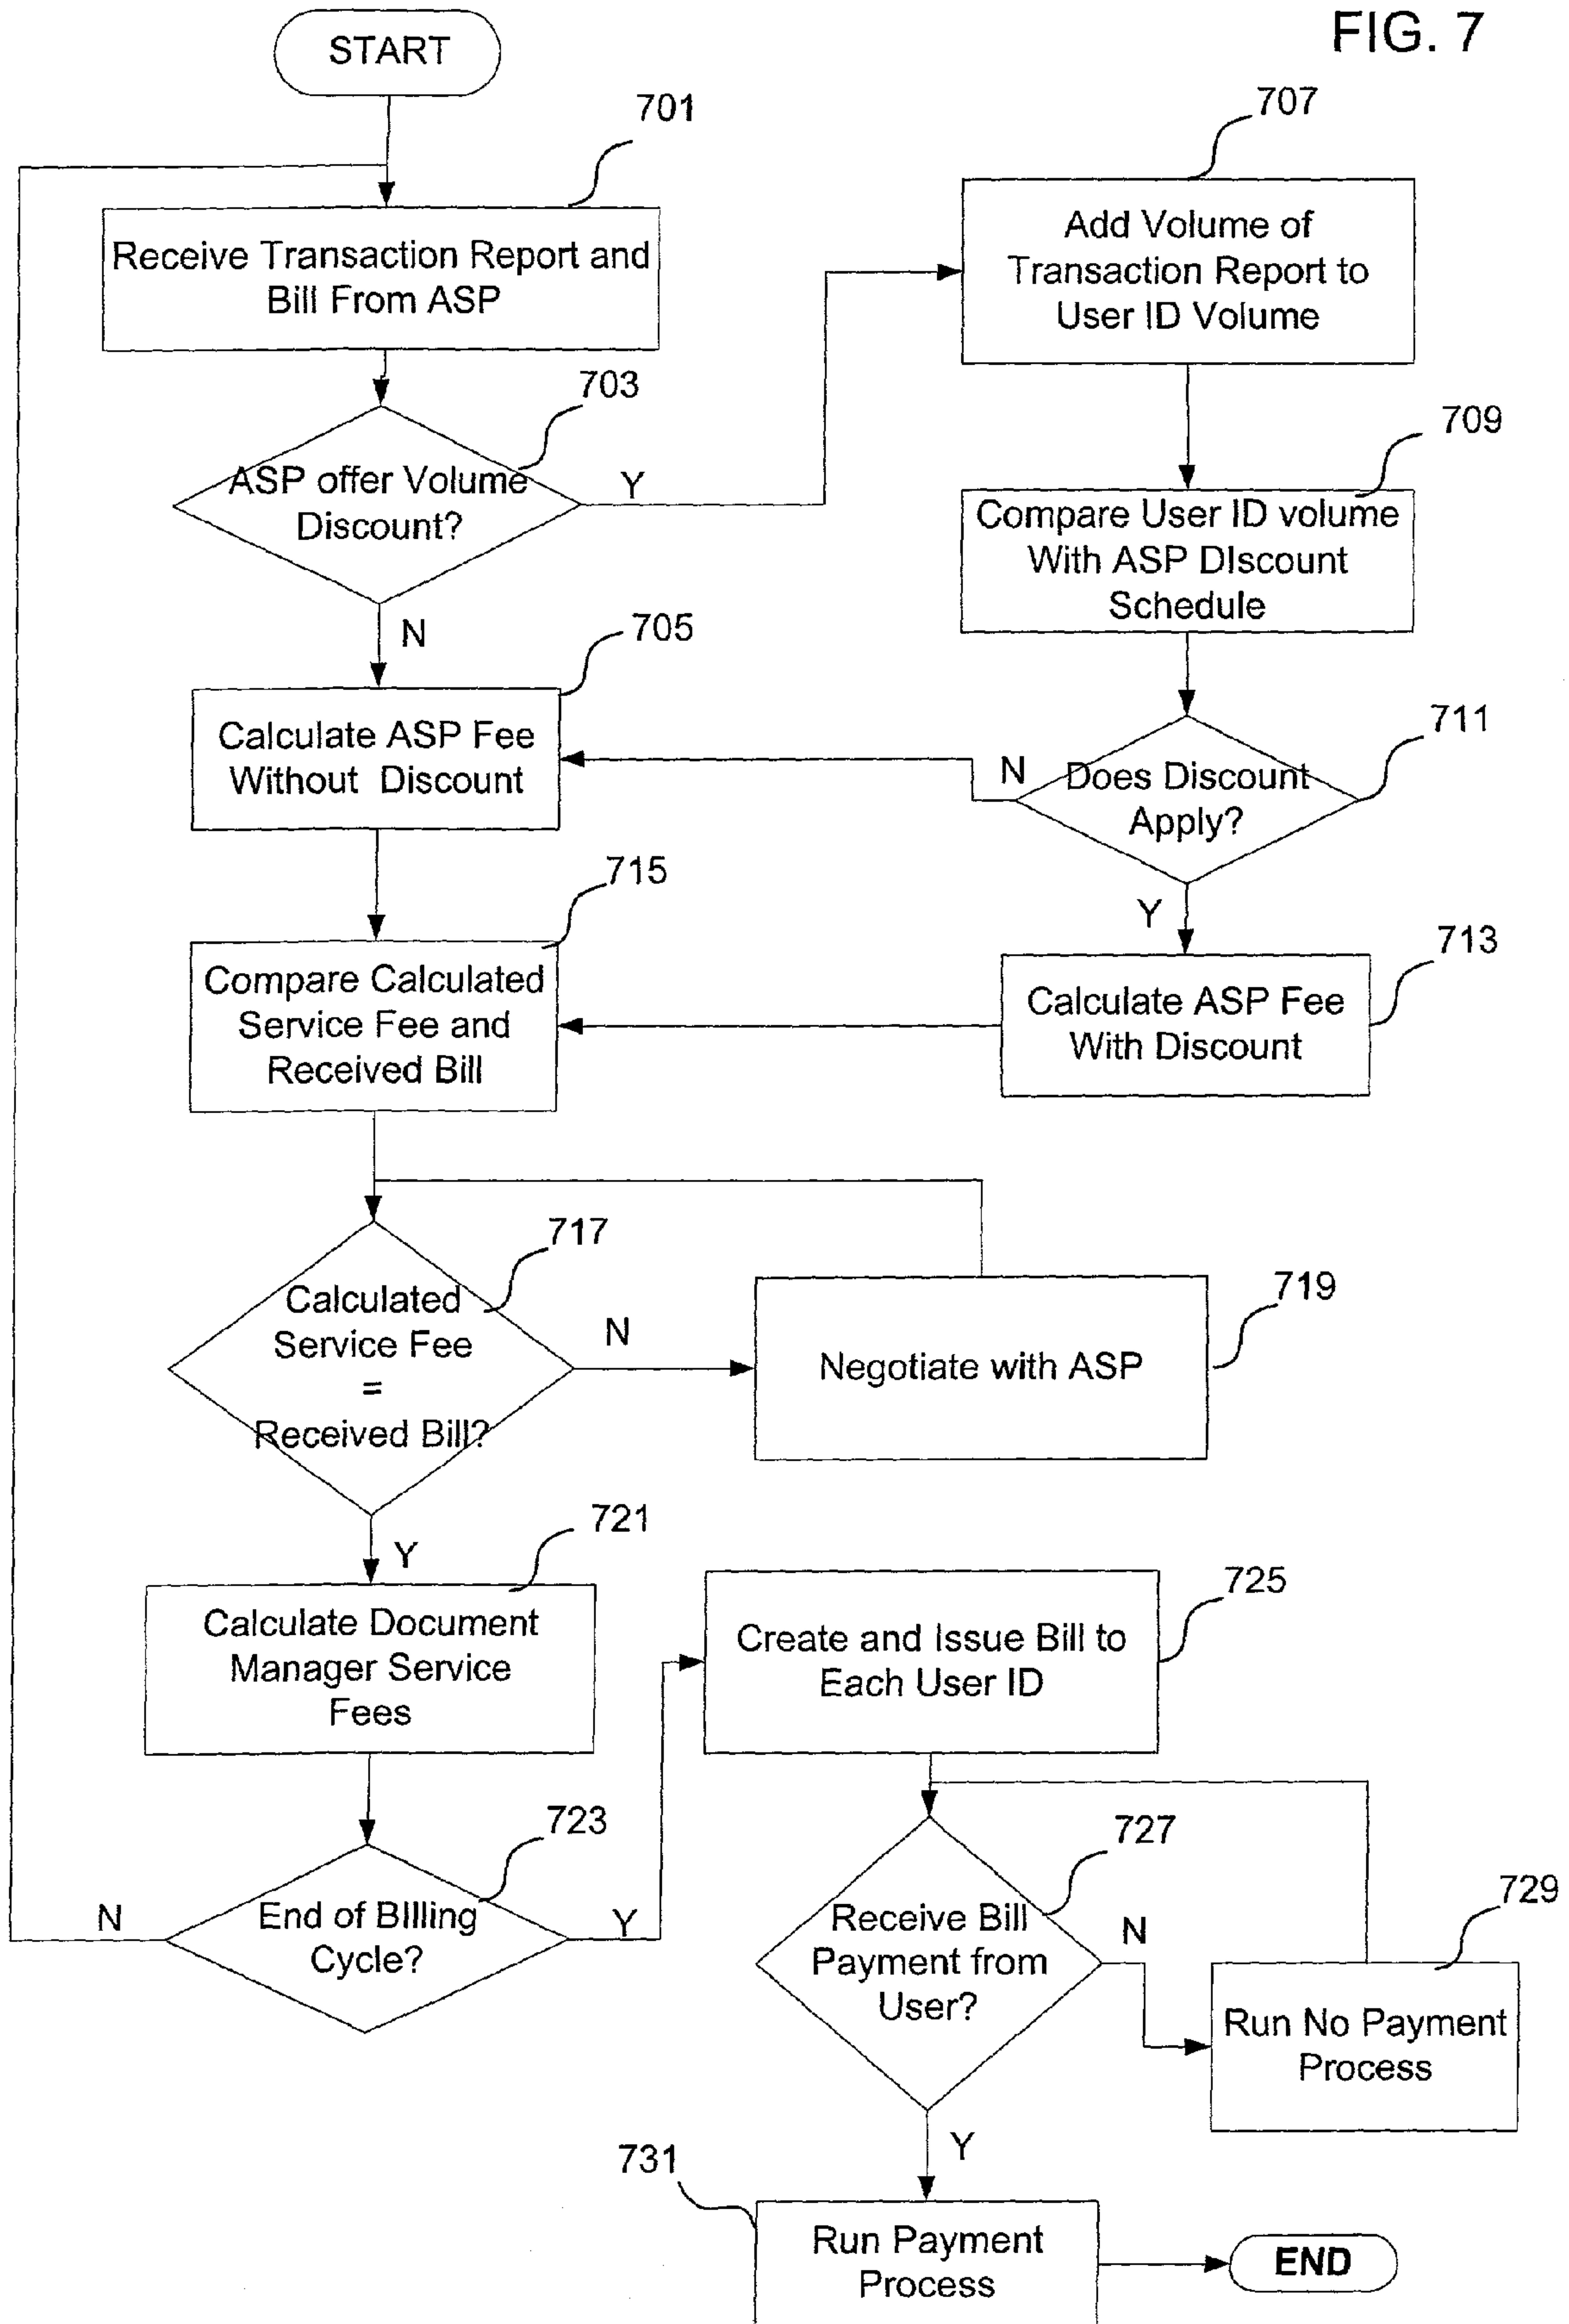 FIG. 7
START
701
Receive Transaction Report and
Bill From ASP
703
ASP offer Volume
Discount?
Y
N
707
Add Volume of
Transaction Report to
User ID Volume
709
Compare User ID volume
With ASP DIscount
Schedule
705
Calculate ASP Fee
Without Discount
711
Does Discount
Apply?
N
Y
713
Calculate ASP Fee
With Discount
715
Compare Calculated
Service Fee and
Received Bill
717
Calculated
Service Fee
=
Received Bill?
N
Y
719
Negotiate with ASP
721
Calculate Document
Manager Service
Fees
723
End of BIlling
Cycle?
N
Y
725
Create and Issue Bill to
Each User ID
727
Receive Bill
Payment from
User?
N
Y
729
Run No Payment
Process
731
Run Payment
Process
END